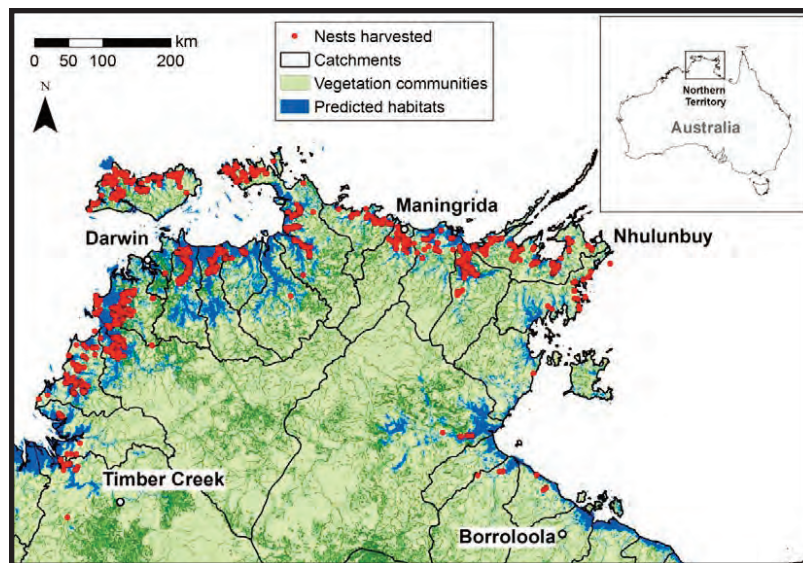 km
0 50 100 200
N
Nests harvested
Catchments
Vegetation communities
Predicted habitats
Northern
Territory
Australia
Maningrida
Darwin
Nhulunbuy
Timber Creek
Borroloola